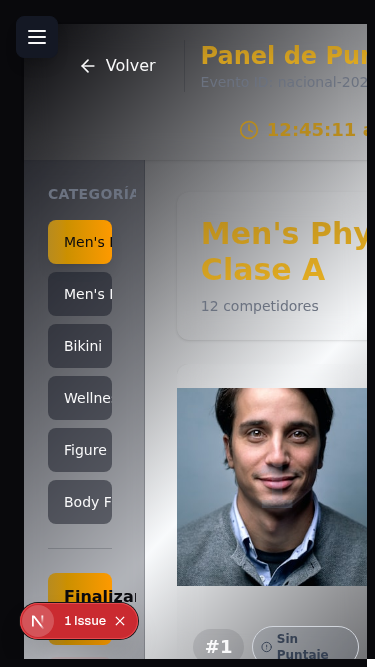 Volver
Panel de Pun
Evento nacional-202
12:45:11 a
CATEGORÍA
Men's P
Men's P
Bikini
Wellne
Figure
Body F
Finalizar
Men's Phy
Clase A
12 competidores
#1
Sin
Puntaje
N
1 Issue